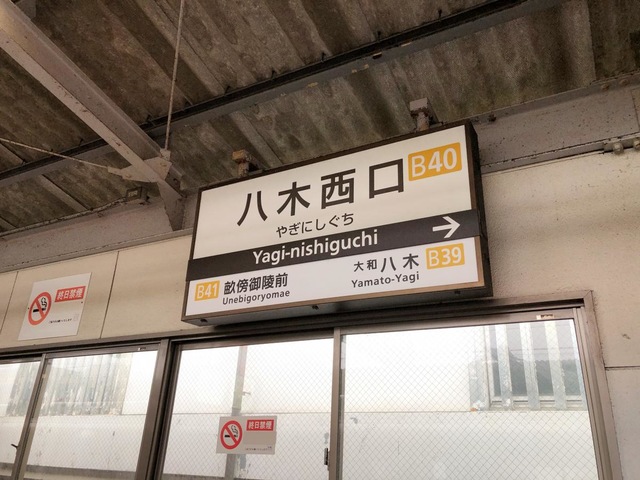 八木西口 B40
やぎにしぐち
Yagi-nishiguchi
B41 畝傍御陵前
Unebigoryomae
大和八木 B39
Yamato-Yagi
終日禁煙
終日禁煙